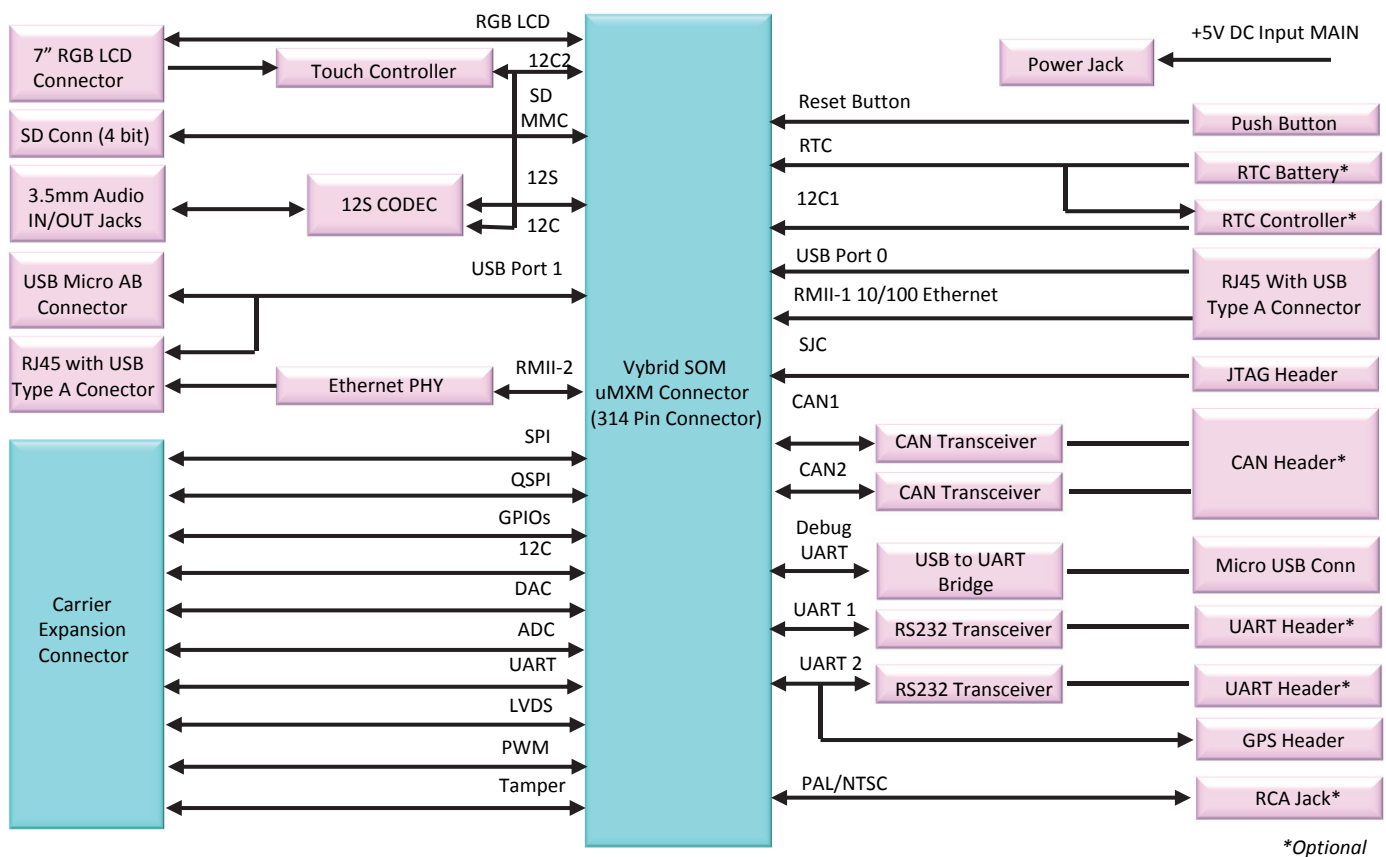 RGB LCD
7” RGB LCD
Connector
Touch Controller
12C2
SD
MMC
SD Conn (4 bit)
3.5mm Audio
IN/OUT Jacks
12S CODEC
12S
12C
USB Micro AB
Connector
USB Port 1
RJ45 with USB
Type A Conector
Ethernet PHY
RMII-2
Carrier
Expansion
Connector
SPI
QSPI
GPIOs
12C
DAC
ADC
UART
LVDS
PWM
Tamper
Vybrid SOM
uMXM Connector
(314 Pin Connector)
+5V DC Input MAIN
Power Jack
Reset Button
Push Button
RTC
RTC Battery*
12C1
RTC Controller*
USB Port 0
RMII-1 10/100 Ethernet
RJ45 With USB
Type A Connector
SJC
JTAG Header
CAN1
CAN Transceiver
CAN2
CAN Transceiver
CAN Header*
Debug
UART
USB to UART
Bridge
Micro USB Conn
UART 1
RS232 Transceiver
UART Header*
UART 2
RS232 Transceiver
UART Header*
GPS Header
PAL/NTSC
RCA Jack*
*Optional